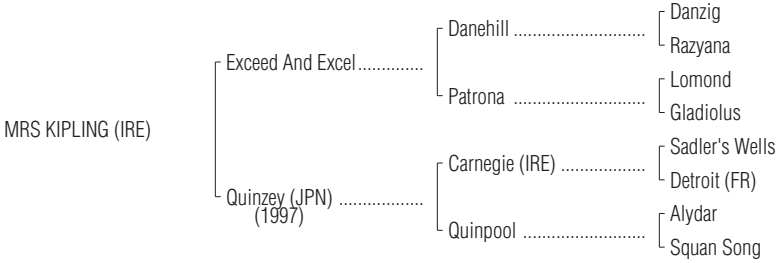 Danzig
Danehill ........................
Razyana
Exceed And Excel ............
Lomond
Patrona ........................
Gladiolus
MRS KIPLING (IRE)
Sadler's Wells
Carnegie (IRE) ................
Detroit (FR)
Quinzey (JPN) ...............
(1997)
Alydar
Quinpool ......................
Squan Song